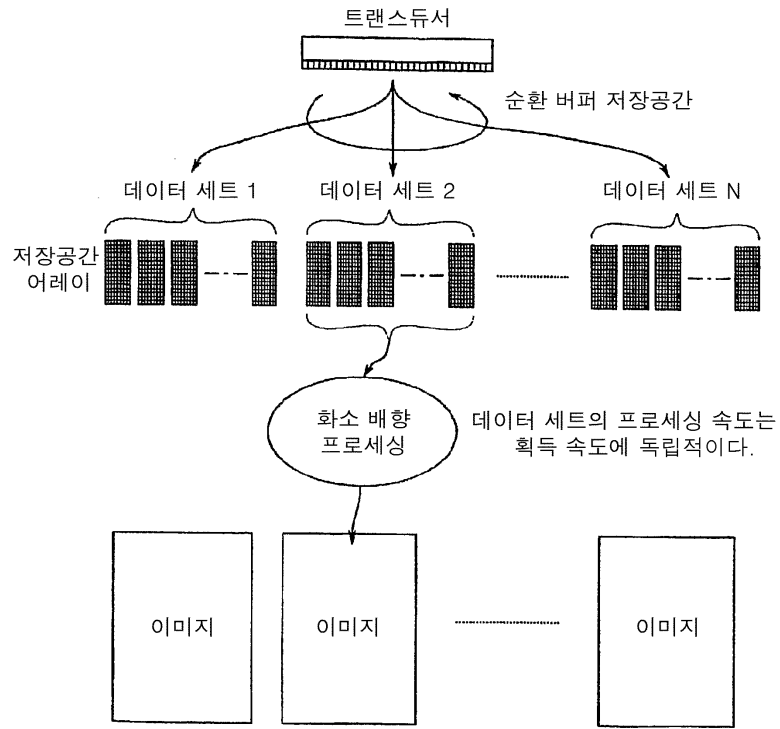 트랜스듀서
순환 버퍼 저장공간
데이터 세트 1
데이터 세트 2
데이터 세트 N
저장공간
어레이
화소 배향
프로세싱
데이터 세트의 프로세싱 속도는
획득 속도에 독립적이다.
이미지
이미지
이미지